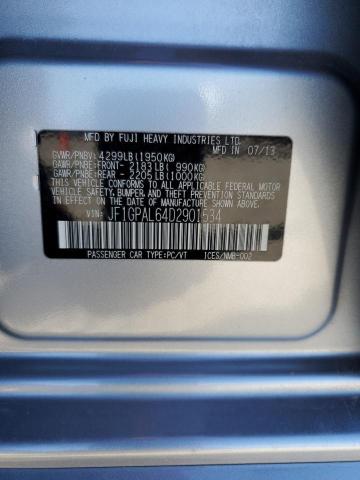 MFD BY FUJI HEAVY INDUSTRIES LTD.
GVWR/PNBV: 4299LB(1950KG) IN 07/13
GAWR/PNBE:FRONT- 2183LB( 990KG)
GAWR/PNBE:REAR - 2205LB(1000KG)
THIS VEHICLE CONFORMS TO ALL APPLICABLE FEDERAL MOTOR
VEHICLE SAFETY, BUMPER, AND THEFT PREVENTION STANDARDS
IN EFFECT ON THE DATE OF MANUFACTURE SHOWN ABOVE.
VIN: JF1GPAL64D2901534
PASSENGER CAR TYPE:PC/VT ICES/NMB-002